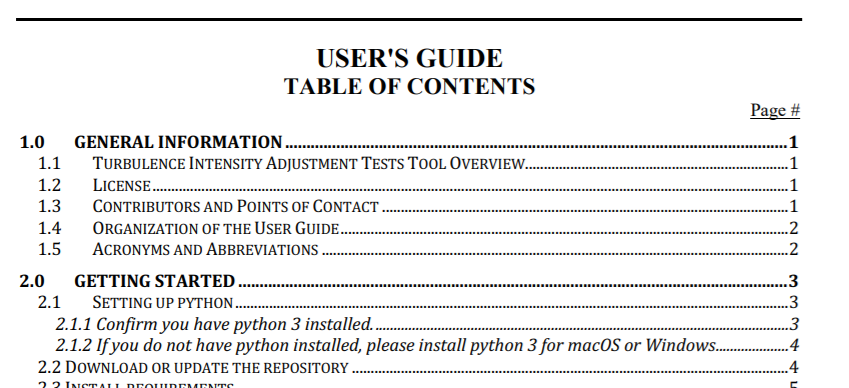 USER'S GUIDE
TABLE OF CONTENTS
Page #
1.0 GENERAL INFORMATION 1
1.1 TURBULENCE INTENSITY ADJUSTMENT TESTS TOOL OVERVIEW 1
1.2 LICENSE 1
1.3 CONTRIBUTORS AND POINTS OF CONTACT 1
1.4 ORGANIZATION OF THE USER GUIDE 2
1.5 ACRONYMS AND ABBREVIATIONS 2
2.0 GETTING STARTED 3
2.1 SETTING UP PYTHON 3
2.1.1 Confirm you have python 3 installed. 3
2.1.2 If you do not have python installed, please install python 3 for macOS or Windows 4
2.2 DOWNLOAD OR UPDATE THE REPOSITORY 4
2.3 INSTALL REQUIREMENTS 5